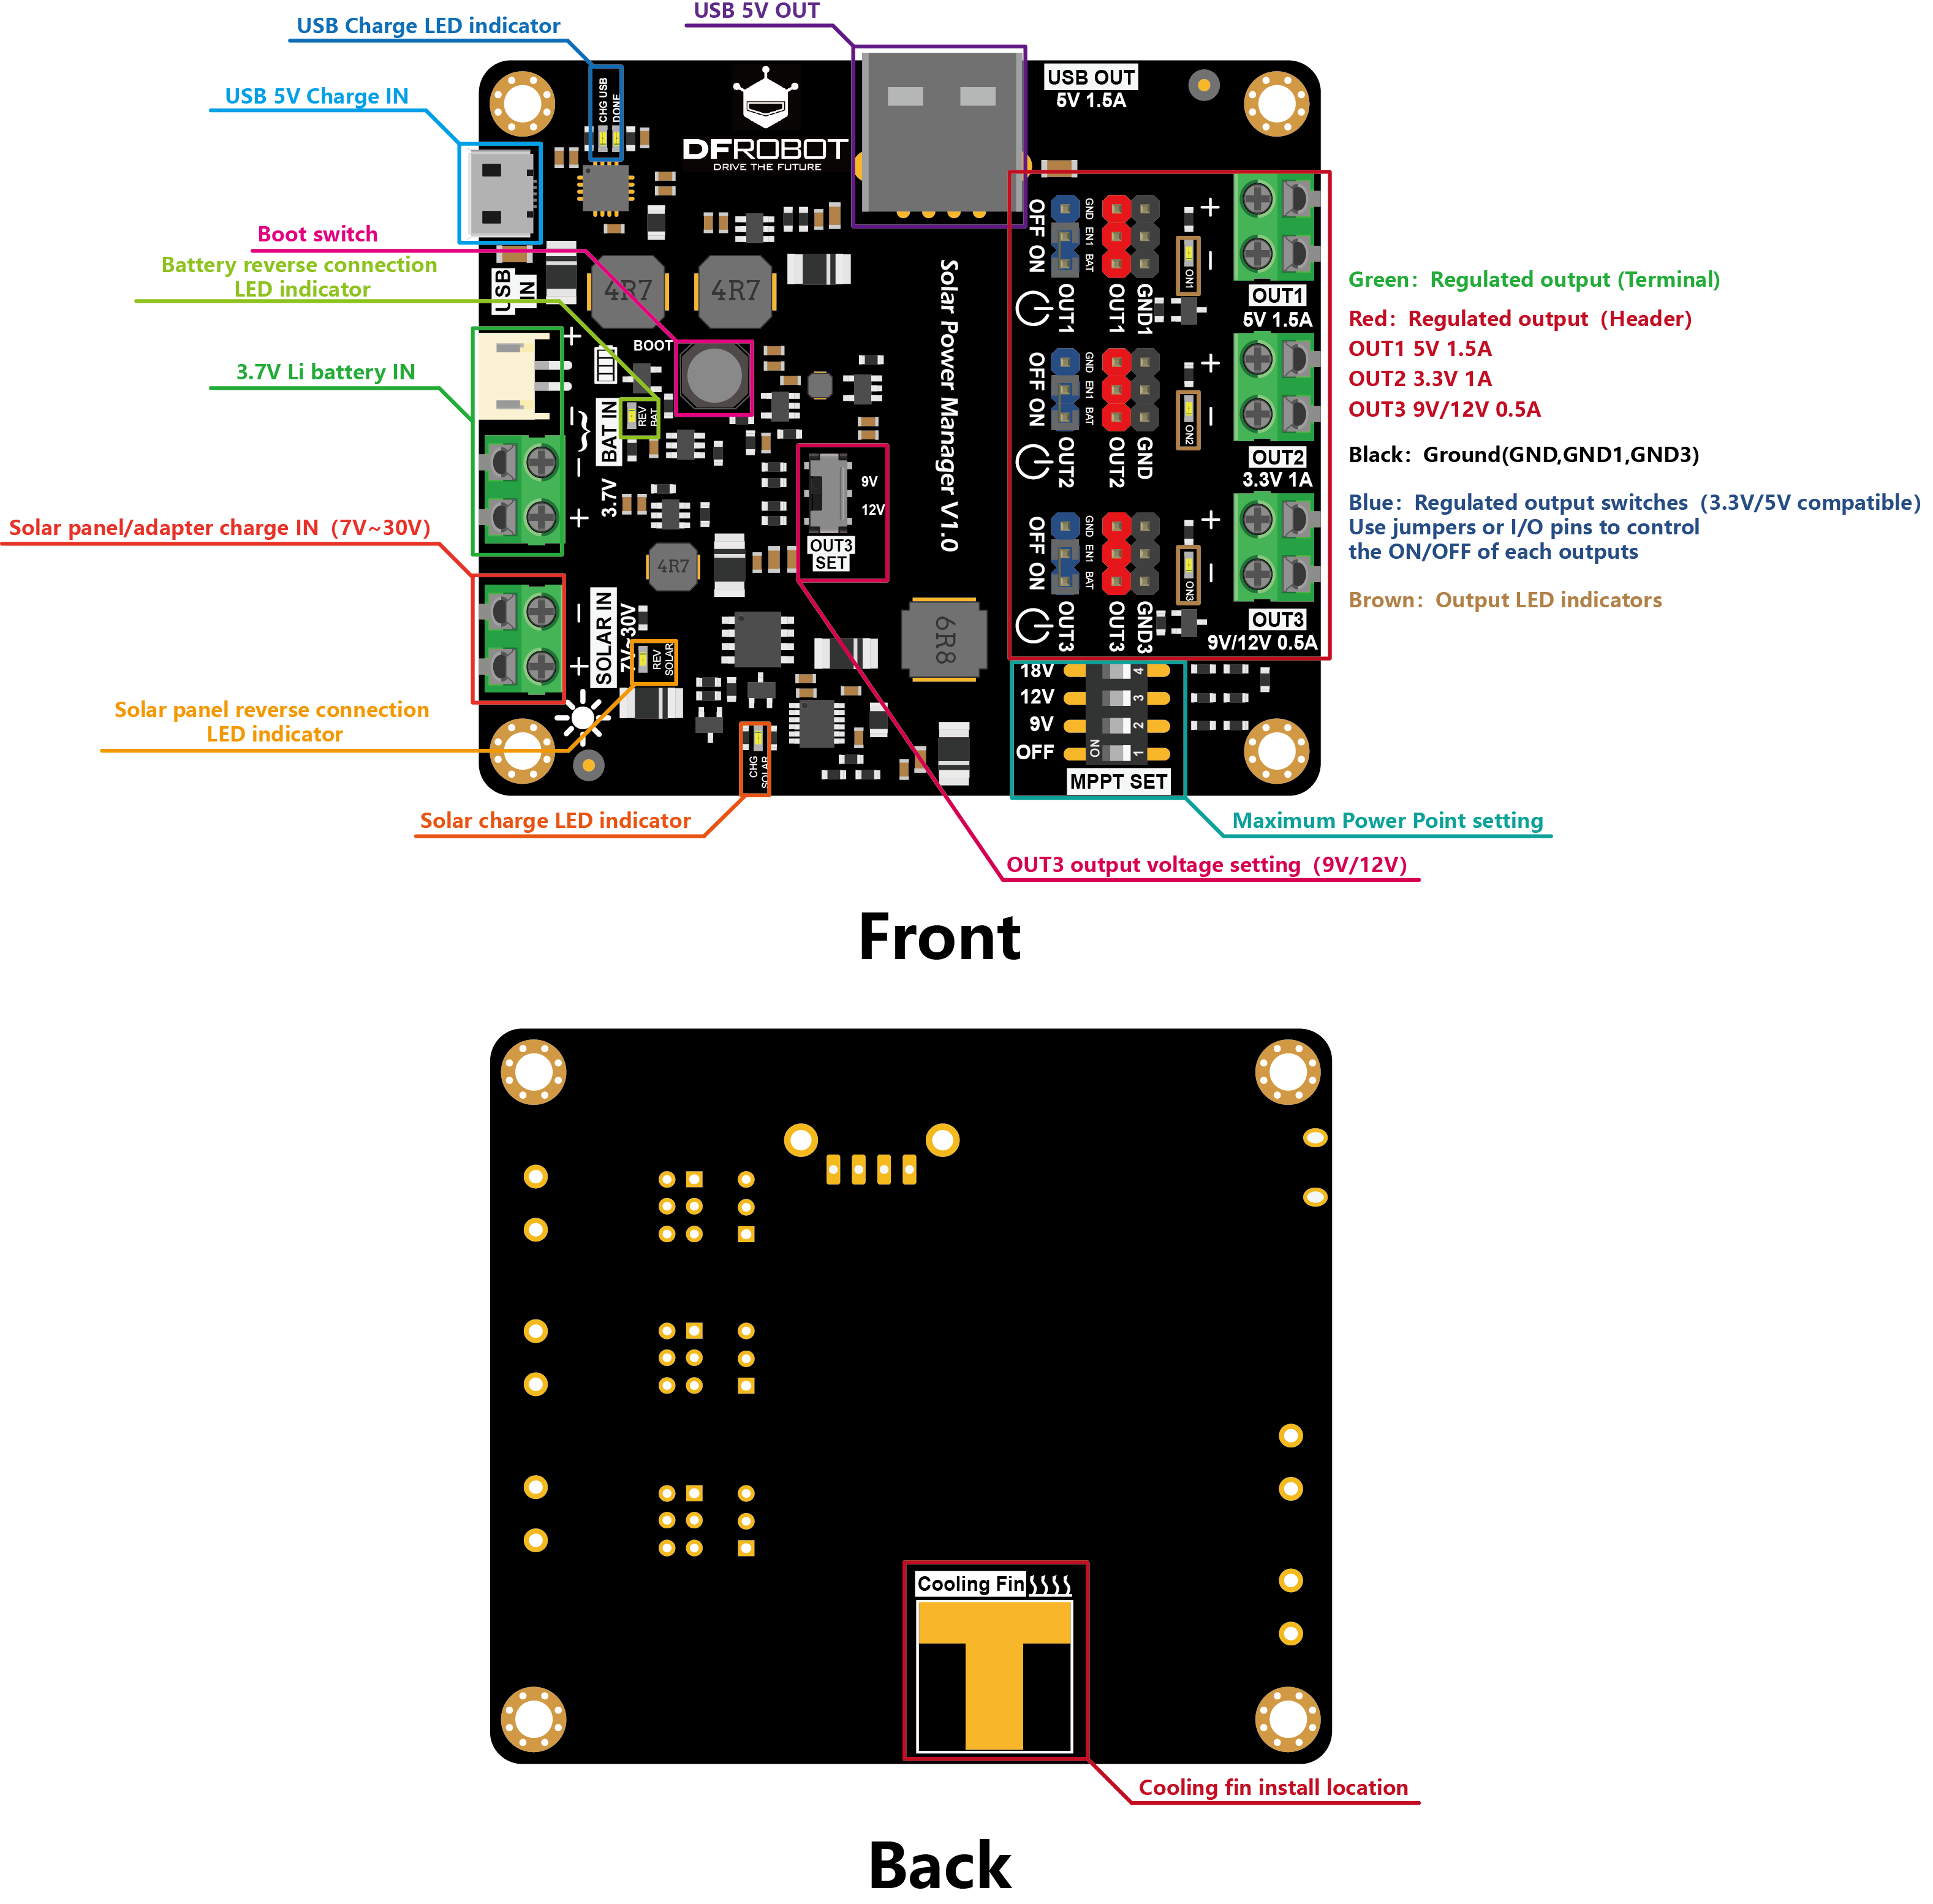 USB 5V OUT
USB Charge LED indicator
USB 5V Charge IN
Boot switch
Battery reverse connection
LED indicator
3.7V Li battery IN
Solar panel/adapter charge IN (7V~30V)
Solar panel reverse connection
LED indicator
Solar charge LED indicator
CHG USB
DONE
DFROBOT
DRIVE THE FUTURE
USB OUT
5V 1.5A
USB
IN
4R7
4R7
BOOT
+
−
BAT IN
3.7V
−
+
REV
BAT
9V
12V
OUT3
SET
4R7
Solar Power Manager V1.0
6R8
SOLAR IN
7V~30V
−
+
REV
SOLAR
CHG
SOLAR
OFF ON
GND
EN1
BAT
OUT1
OUT1
GND1
ON1
+
−
OUT1
5V 1.5A
OFF ON
GND
EN1
BAT
OUT2
OUT2
GND
ON2
+
−
OUT2
3.3V 1A
OFF ON
GND
EN1
BAT
OUT3
OUT3
GND3
ON3
+
−
OUT3
9V/12V 0.5A
18V
12V
9V
OFF
4
3
2
1
ON
MPPT SET
Green: Regulated output (Terminal)
Red: Regulated output (Header)
OUT1 5V 1.5A
OUT2 3.3V 1A
OUT3 9V/12V 0.5A
Black: Ground(GND,GND1,GND3)
Blue: Regulated output switches (3.3V/5V compatible)
Use jumpers or I/O pins to control
the ON/OFF of each outputs
Brown: Output LED indicators
Maximum Power Point setting
OUT3 output voltage setting (9V/12V)
Front
Cooling Fin
Cooling fin install location
Back